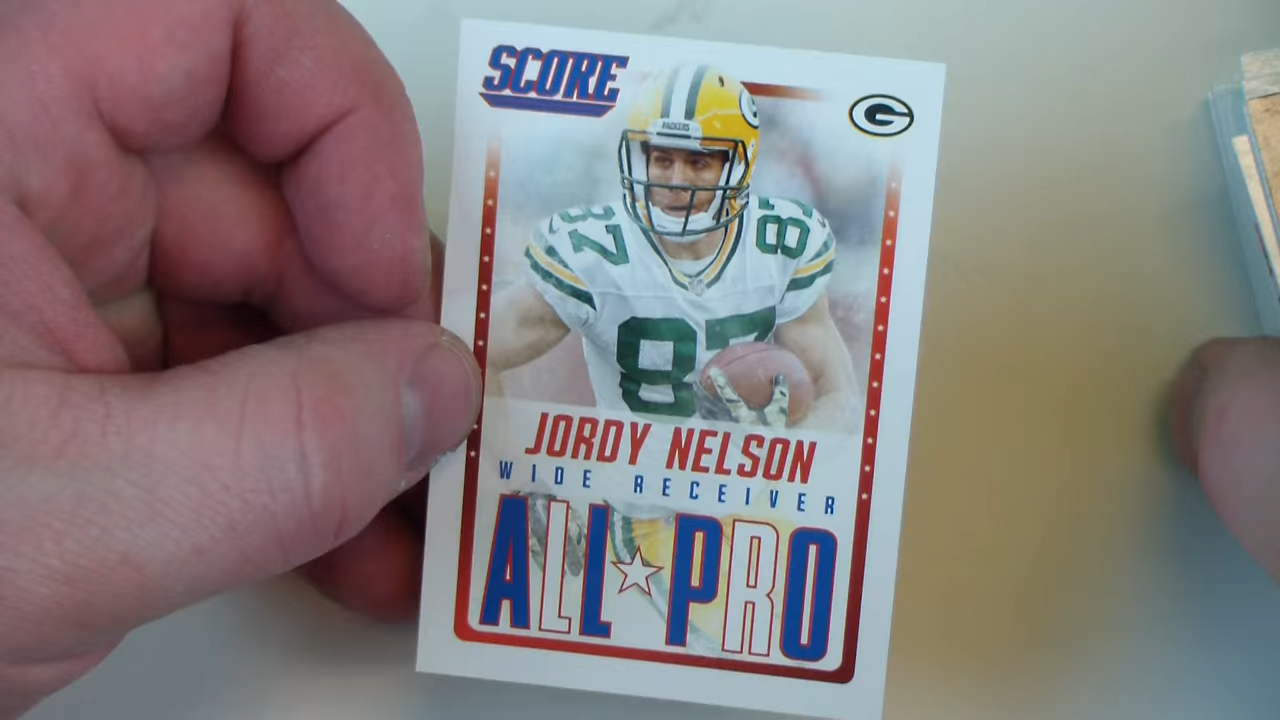 SCORE
G
PACKERS
G
87 87
87
JORDY NELSON
WIDE RECEIVER
ALL PRO